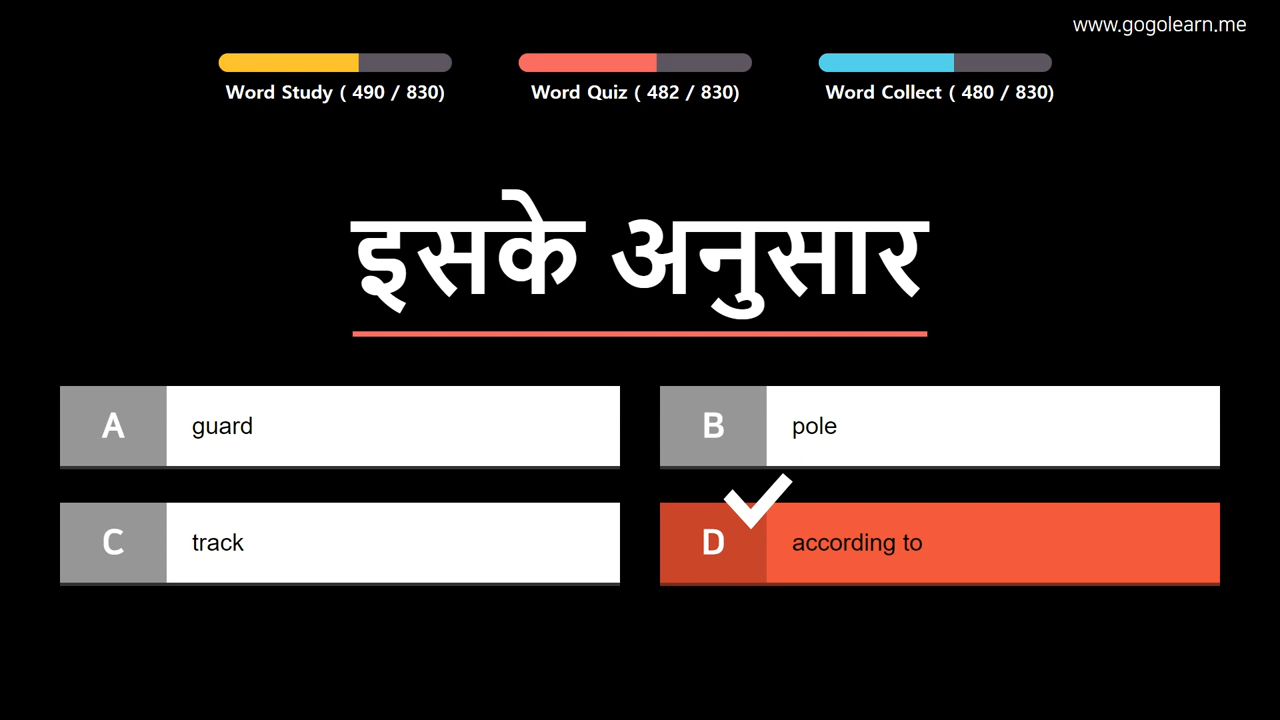 www.gogolearn.me
Word Study ( 490 / 830)
Word Quiz ( 482 / 830)
Word Collect ( 480 / 830)
इसके अनुसार
A guard
B pole
C track
D according to